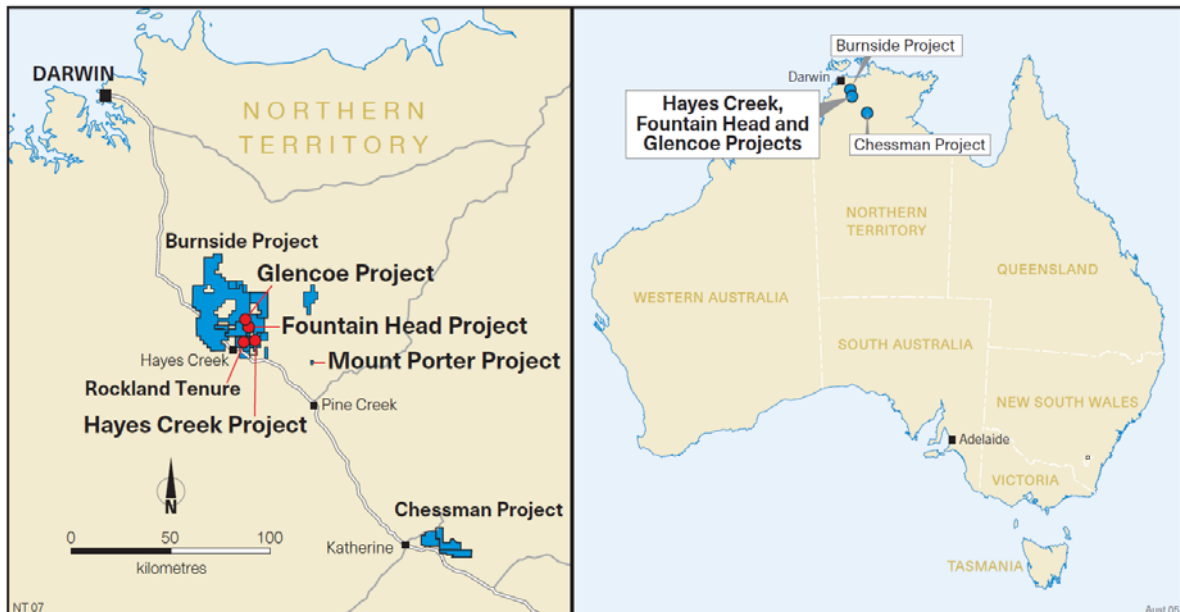 DARWIN
NORTHERN
TERRITORY
Burnside Project
Glencoe Project
Fountain Head Project
Hayes Creek
Mount Porter Project
Rockland Tenure
Pine Creek
Hayes Creek Project
N
Chessman Project
0 50 100
kilometres
Katherine
NT 07
Burnside Project
Darwin
Hayes Creek,
Fountain Head and
Glencoe Projects
Chessman Project
NORTHERN
TERRITORY
QUEENSLAND
WESTERN AUSTRALIA
SOUTH AUSTRALIA
NEW SOUTH WALES
Adelaide
VICTORIA
TASMANIA
Aust 05